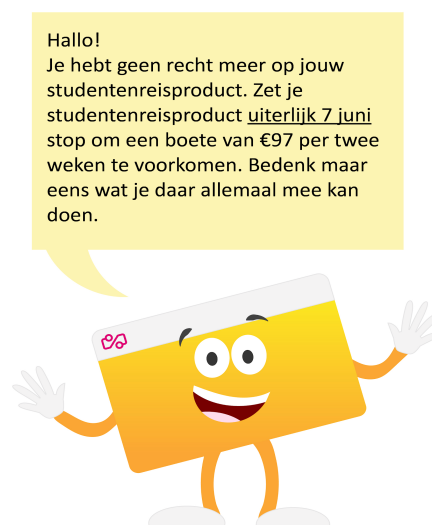 Hallo!
Je hebt geen recht meer op jouw
studentenreisproduct. Zet je
studentenreisproduct uiterlijk 7 juni
stop om een boete van €97 per twee
weken te voorkomen. Bedenk maar
eens wat je daar allemaal mee kan
doen.